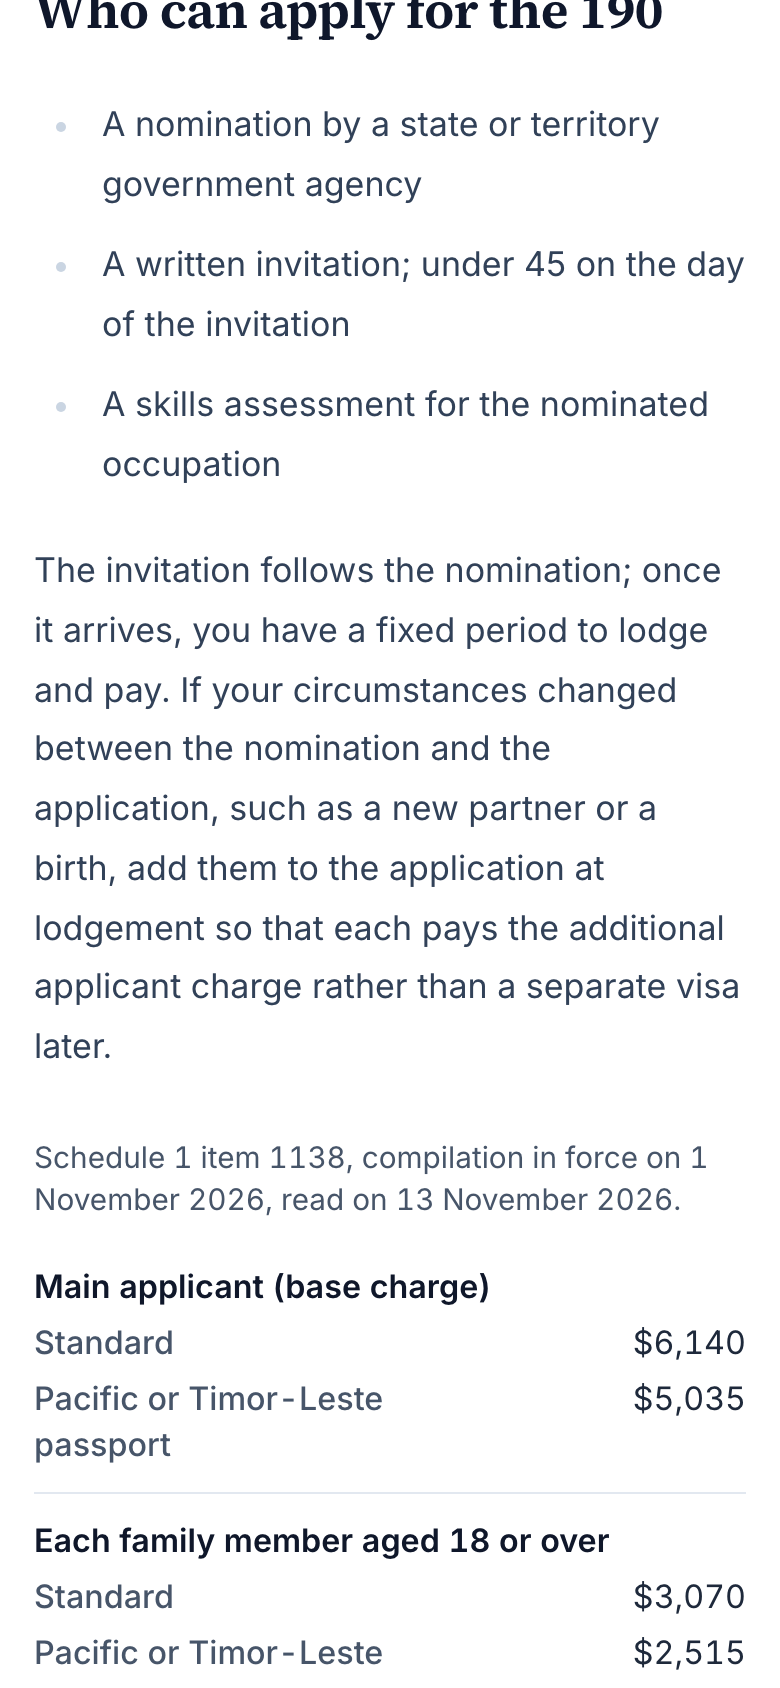 Who can apply for the 190
A nomination by a state or territory
government agency
A written invitation; under 45 on the day
of the invitation
A skills assessment for the nominated
occupation
The invitation follows the nomination; once
it arrives, you have a fixed period to lodge
and pay. If your circumstances changed
between the nomination and the
application, such as a new partner or a
birth, add them to the application at
lodgement so that each pays the additional
applicant charge rather than a separate visa
later.
Schedule 1 item 1138, compilation in force on 1
November 2026, read on 13 November 2026.
Main applicant (base charge)
Standard $6,140
Pacific or Timor-Leste $5,035
passport
Each family member aged 18 or over
Standard $3,070
Pacific or Timor-Leste $2,515